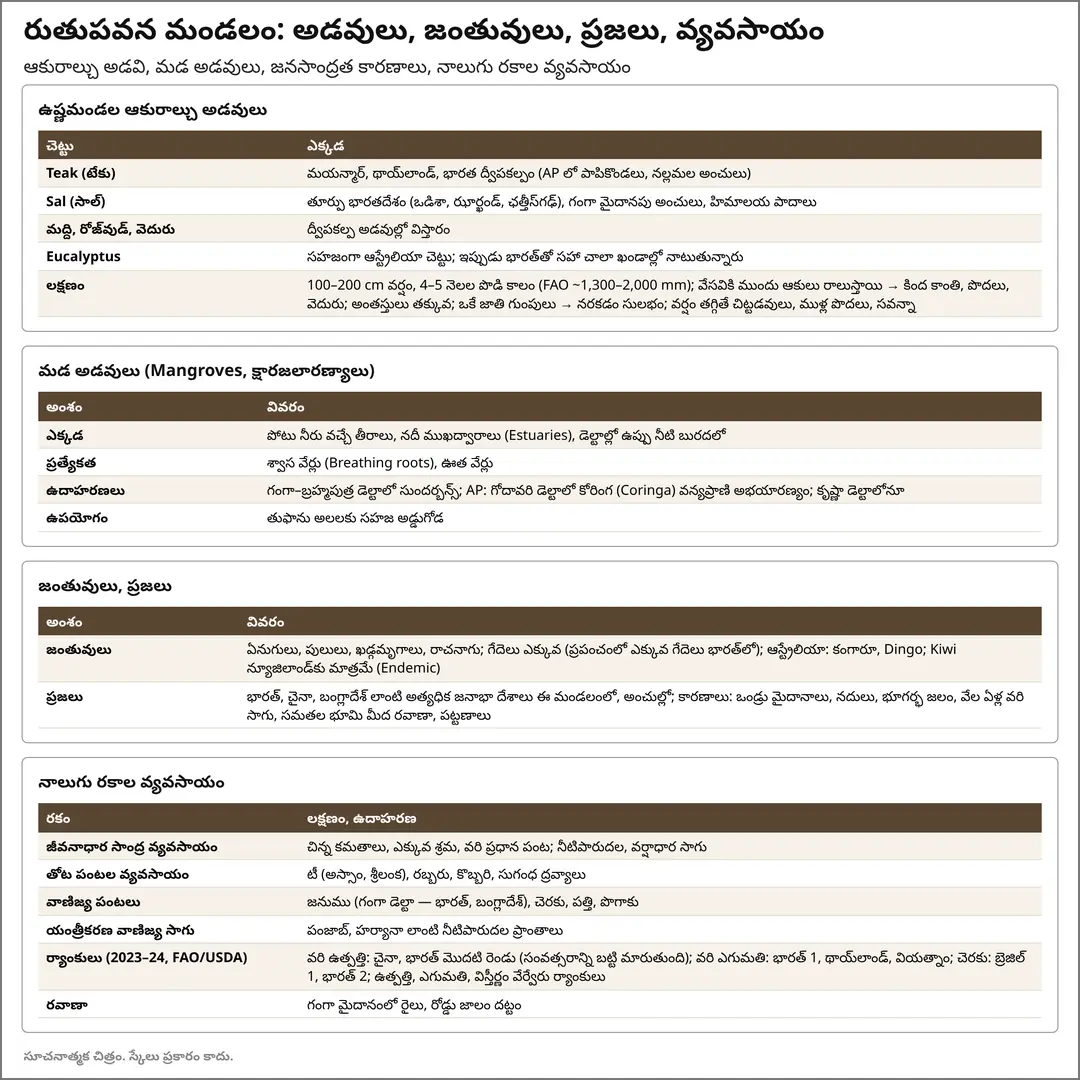 రుతుపవన మండలం: అడవులు, జంతువులు, ప్రజలు, వ్యవసాయం
ఆకురాల్చు అడవి, మడ అడవులు, జనసాంద్రత కారణాలు, నాలుగు రకాల వ్యవసాయం
ఉష్ణమండల ఆకురాల్చు అడవులు
చెట్టు ఎక్కడ
Teak (టేకు) మయన్మార్, థాయ్‌లాండ్, భారత ద్వీపకల్పం (AP లో పాపికొండలు, నల్లమల అంచులు)
Sal (సాల్) తూర్పు భారతదేశం (ఒడిశా, ఝార్ఖండ్, ఛత్తీస్‌గఢ్), గంగా మైదానపు అంచులు, హిమాలయ పాదాలు
మద్ది, రోజ్‌వుడ్, వెదురు ద్వీపకల్ప అడవుల్లో విస్తారం
Eucalyptus సహజంగా ఆస్ట్రేలియా చెట్టు; ఇప్పుడు భారత్‌తో సహా చాలా ఖండాల్లో నాటుతున్నారు
లక్షణం 100–200 cm వర్షం, 4–5 నెలల పొడి కాలం (FAO ~1,300–2,000 mm); వేసవికి ముందు ఆకులు రాలుస్తాయి → కింద కాంతి, పొదలు,
వెదురు; అంతస్తులు తక్కువ; ఒకే జాతి గుంపులు → నరకడం సులభం; వర్షం తగ్గితే చిట్టడవులు, ముళ్ల పొదలు, సవన్నా
మడ అడవులు (Mangroves, క్షారజలారణ్యాలు)
అంశం వివరం
ఎక్కడ పోటు నీరు వచ్చే తీరాలు, నదీ ముఖద్వారాలు (Estuaries), డెల్టాల్లో ఉప్పు నీటి బురదలో
ప్రత్యేకత శ్వాస వేర్లు (Breathing roots), ఊత వేర్లు
ఉదాహరణలు గంగా–బ్రహ్మపుత్ర డెల్టాలో సుందర్బన్స్; AP: గోదావరి డెల్టాలో కోరింగ (Coringa) వన్యప్రాణి అభయారణ్యం; కృష్ణా డెల్టాలోనూ
ఉపయోగం తుఫాను అలలకు సహజ అడ్డుగోడ
జంతువులు, ప్రజలు
అంశం వివరం
జంతువులు ఏనుగులు, పులులు, ఖడ్గమృగాలు, రాచనాగు; గేదెలు ఎక్కువ (ప్రపంచంలో ఎక్కువ గేదెలు భారత్‌లో); ఆస్ట్రేలియా: కంగారూ, Dingo; Kiwi
న్యూజిలాండ్‌కు మాత్రమే (Endemic)
ప్రజలు భారత్, చైనా, బంగ్లాదేశ్ లాంటి అత్యధిక జనాభా దేశాలు ఈ మండలంలో, అంచుల్లో; కారణాలు: ఒండ్రు మైదానాలు, నదులు, భూగర్భ జలం, వేల ఏళ్ల వరి
సాగు, సమతల భూమి మీద రవాణా, పట్టణాలు
నాలుగు రకాల వ్యవసాయం
రకం లక్షణం, ఉదాహరణ
జీవనాధార సాంద్ర వ్యవసాయం చిన్న కమతాలు, ఎక్కువ శ్రమ, వరి ప్రధాన పంట; నీటిపారుదల, వర్షాధార సాగు
తోట పంటల వ్యవసాయం టీ (అస్సాం, శ్రీలంక), రబ్బరు, కొబ్బరి, సుగంధ ద్రవ్యాలు
వాణిజ్య పంటలు జనుము (గంగా డెల్టా — భారత్, బంగ్లాదేశ్), చెరకు, పత్తి, పొగాకు
యంత్రీకరణ వాణిజ్య సాగు పంజాబ్, హర్యానా లాంటి నీటిపారుదల ప్రాంతాలు
ర్యాంకులు (2023–24, FAO/USDA) వరి ఉత్పత్తి: చైనా, భారత్ మొదటి రెండు (సంవత్సరాన్ని బట్టి మారుతుంది); వరి ఎగుమతి: భారత్ 1, థాయ్‌లాండ్, వియత్నాం; చెరకు: బ్రెజిల్
1, భారత్ 2; ఉత్పత్తి, ఎగుమతి, విస్తీర్ణం వేర్వేరు ర్యాంకులు
రవాణా గంగా మైదానంలో రైలు, రోడ్డు జాలం దట్టం
సూచనాత్మక చిత్రం. స్కేలు ప్రకారం కాదు.